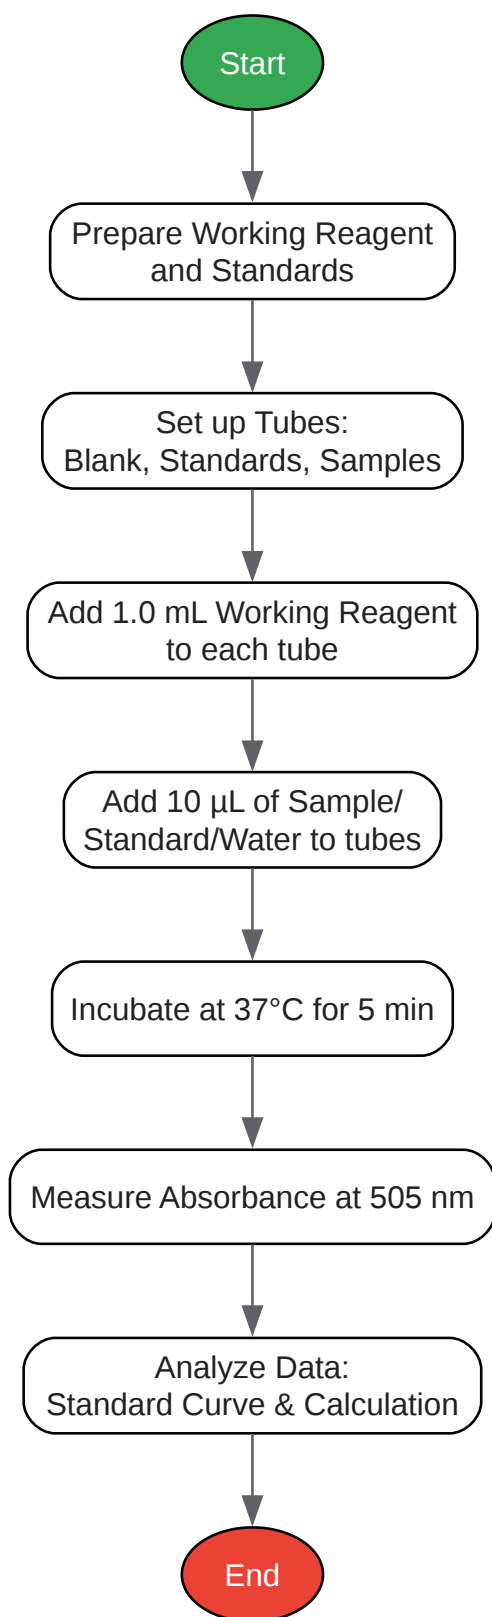 Start
Prepare Working Reagent
and Standards
Set up Tubes:
Blank, Standards, Samples
Add 1.0 mL Working Reagent
to each tube
Add 10 µL of Sample/
Standard/Water to tubes
Incubate at 37°C for 5 min
Measure Absorbance at 505 nm
Analyze Data:
Standard Curve & Calculation
End